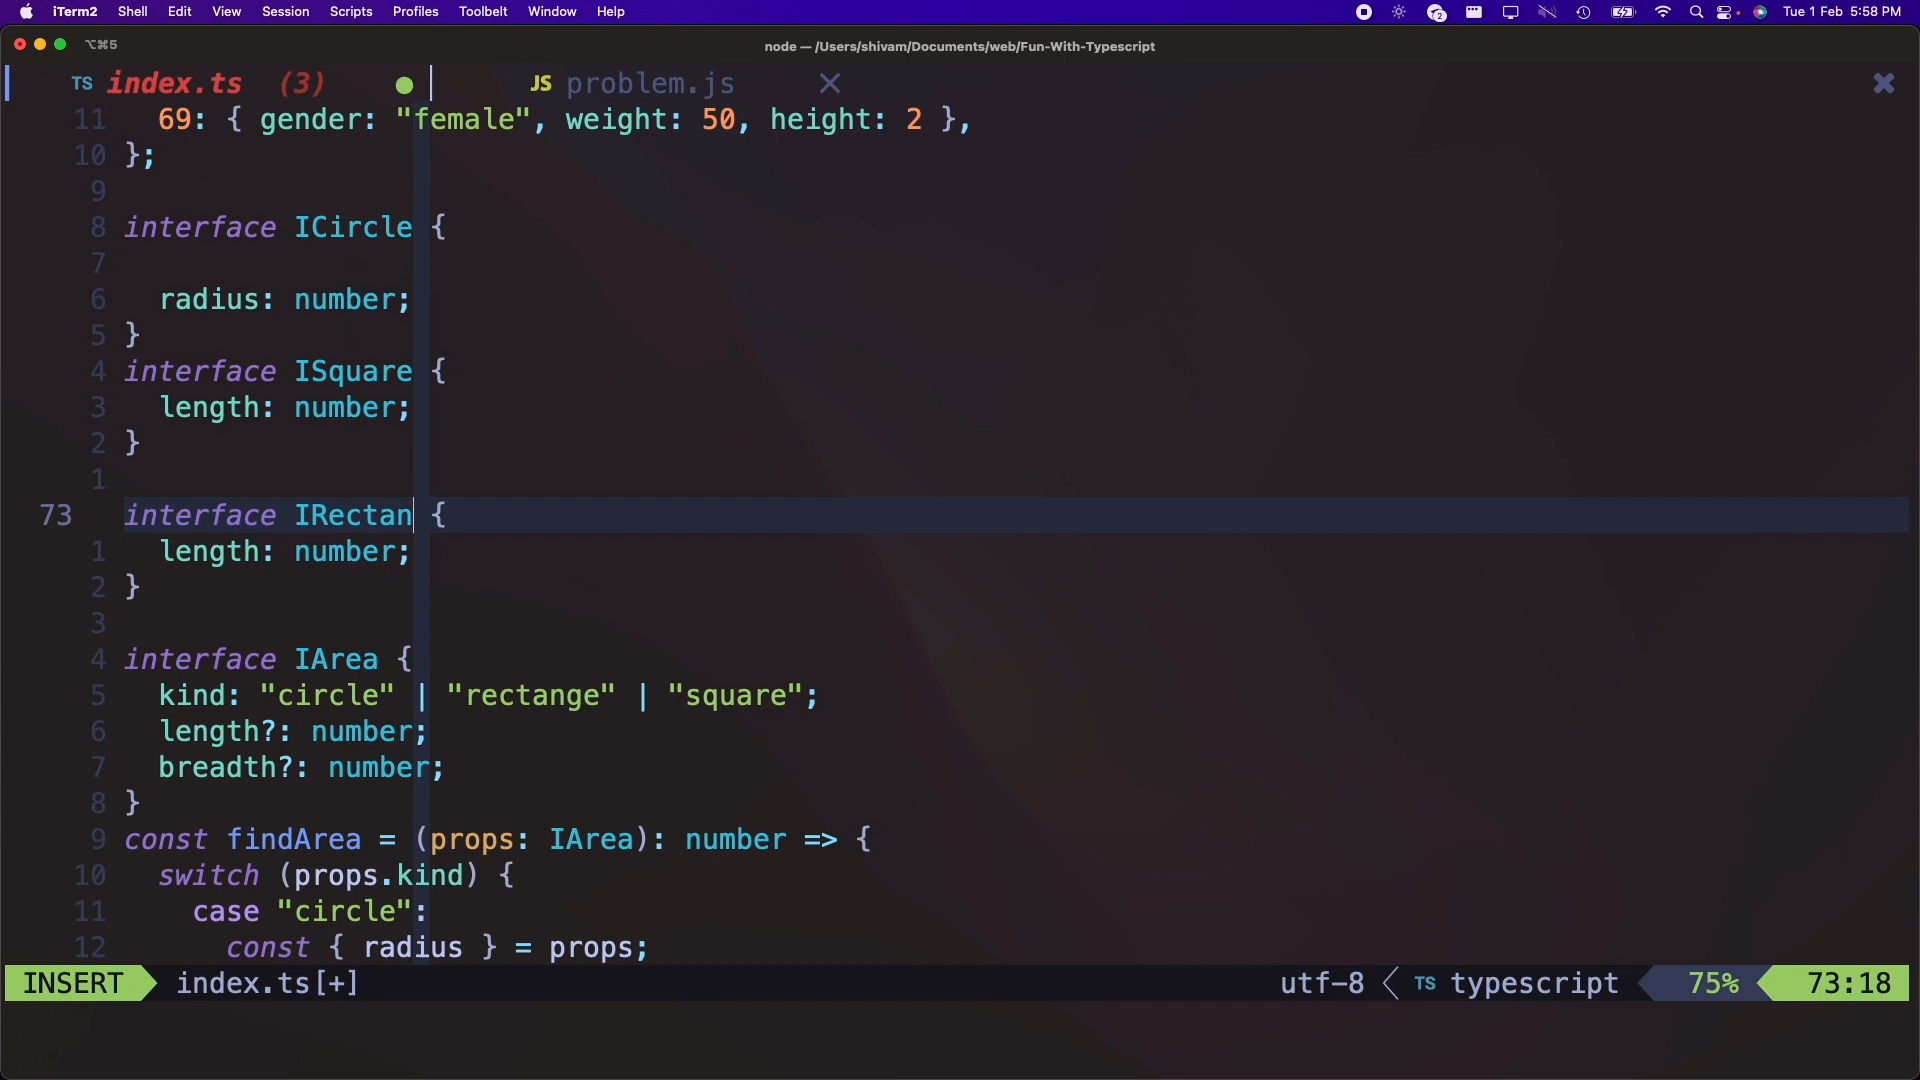 iTerm2 Shell Edit View Session Scripts Profiles Toolbelt Window Help 2 Tue 1 Feb 5:58 PM
⌥⌘5 node — /Users/shivam/Documents/web/Fun-With-Typescript
TS index.ts (3) JS problem.js
11 69: { gender: "female", weight: 50, height: 2 },
10 };
9
8 interface ICircle {
7
6 radius: number;
5 }
4 interface ISquare {
3 length: number;
2 }
1
73 interface IRectan {
1 length: number;
2 }
3
4 interface IArea {
5 kind: "circle" | "rectange" | "square";
6 length?: number;
7 breadth?: number;
8 }
9 const findArea = (props: IArea): number => {
10 switch (props.kind) {
11 case "circle":
12 const { radius } = props;
INSERT index.ts[+] utf-8 TS typescript 75% 73:18